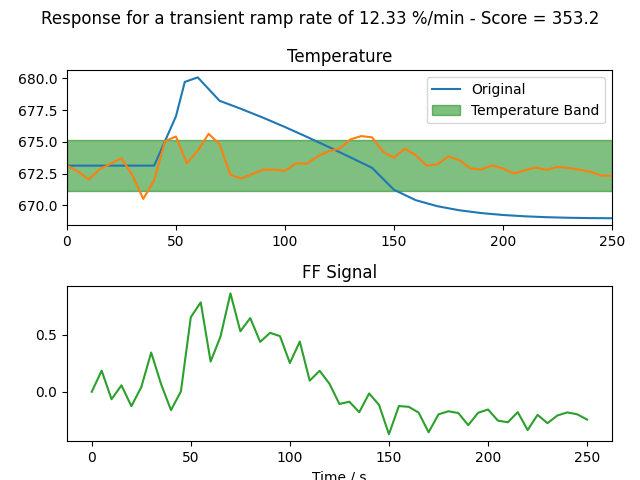 Response for a transient ramp rate of 12.33 %/min - Score = 353.2
Temperature
680.0
677.5
675.0
672.5
670.0
Original
Temperature Band
0 50 100 150 200 250
FF Signal
0.5
0.0
0 50 100 150 200 250
Time / s